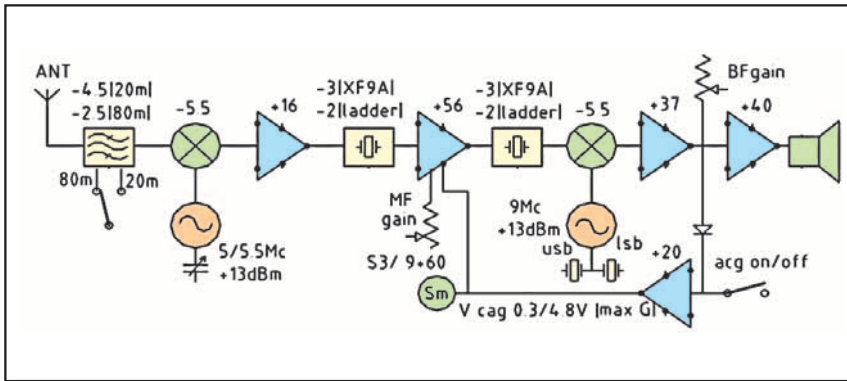 ANT
-4.5|20m|
-2.5|80m|
-5.5
+16
-3|XF9A|
-2|ladder|
+56
-3|XF9A|
-2|ladder|
-5.5
+37
BFgain
+40
80m
20m
5/5.5Mc
+13dBm
MF
gain
S3/ 9+60
9Mc
+13dBm
usb
lsb
+20
acg on/off
Sm
V cag 0.3/4.8V |max G|